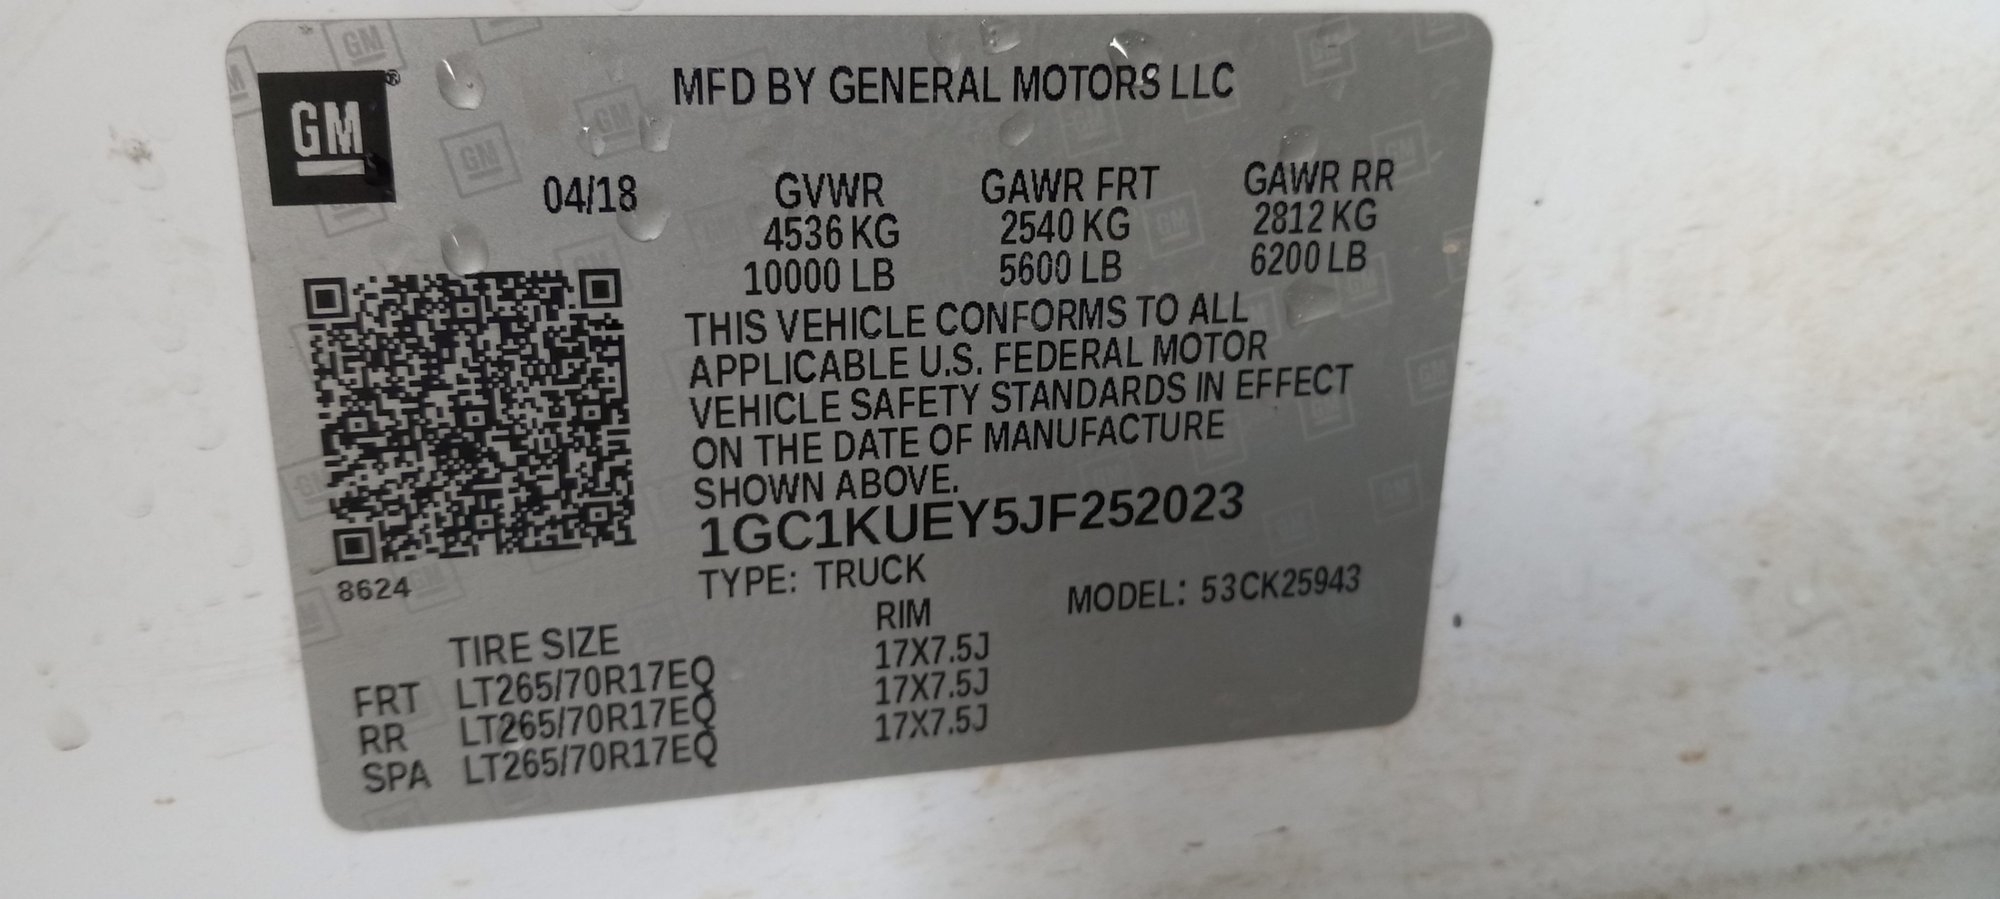 GM®
MFD BY GENERAL MOTORS LLC
04/18 GVWR GAWR FRT GAWR RR
4536 KG 2540 KG 2812 KG
10000 LB 5600 LB 6200 LB
THIS VEHICLE CONFORMS TO ALL
APPLICABLE U.S. FEDERAL MOTOR
VEHICLE SAFETY STANDARDS IN EFFECT
ON THE DATE OF MANUFACTURE
SHOWN ABOVE.
1GC1KUEY5JF252023
8624
TYPE: TRUCK MODEL: 53CK25943
TIRE SIZE RIM
FRT LT265/70R17EQ 17X7.5J
RR LT265/70R17EQ 17X7.5J
SPA LT265/70R17EQ 17X7.5J